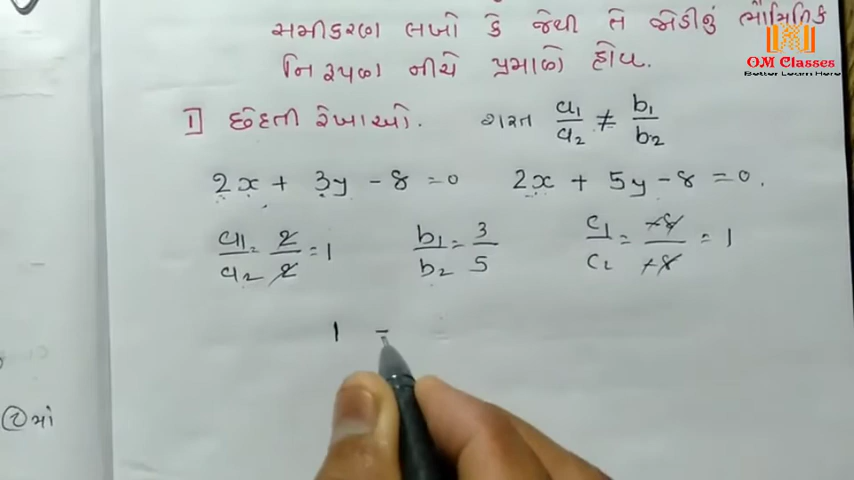 સમીકરણ લખો કે જેથી તે જોડીનું ભૌમિતિક
નિરૂપણ નીચે પ્રમાણે હોય.
OM Classes
Better Learn Here
1] છેદતી રેખાઓ. શરત a₁/a₂ ≠ b₁/b₂
2x + 3y - 8 = 0 2x + 5y - 8 = 0.
a₁/a₂ = 2/2 = 1 b₁/b₂ = 3/5 c₁/c₂ = -8/-8 = 1
1 -
②માં